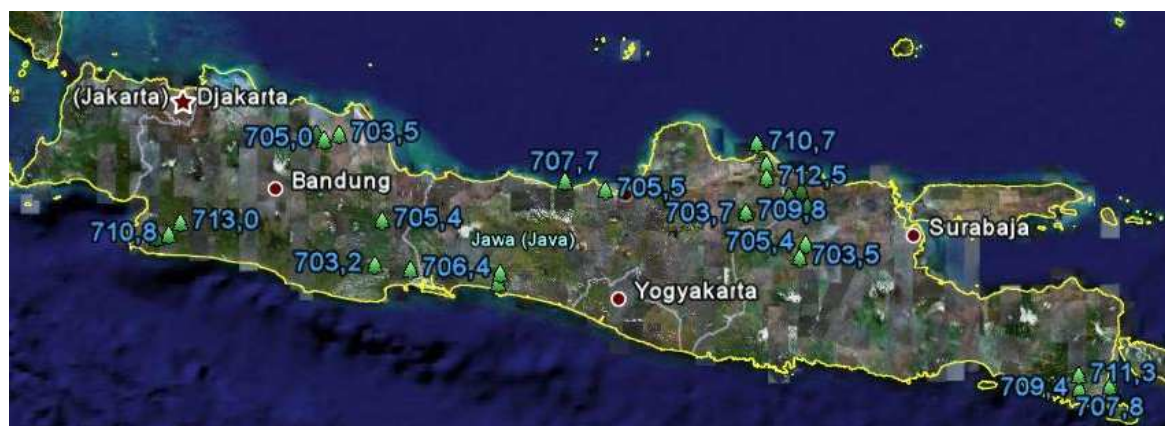 (Jakarta) Djakarta
705,0 703,5
710,7
707,7
712,5
Bandung
705,5
703,7 709,8
710,8 713,0
705,4
Jawa (Java)
705,4
Surabaja
703,2 706,4
703,5
Yogyakarta
709,4 711,3
707,8